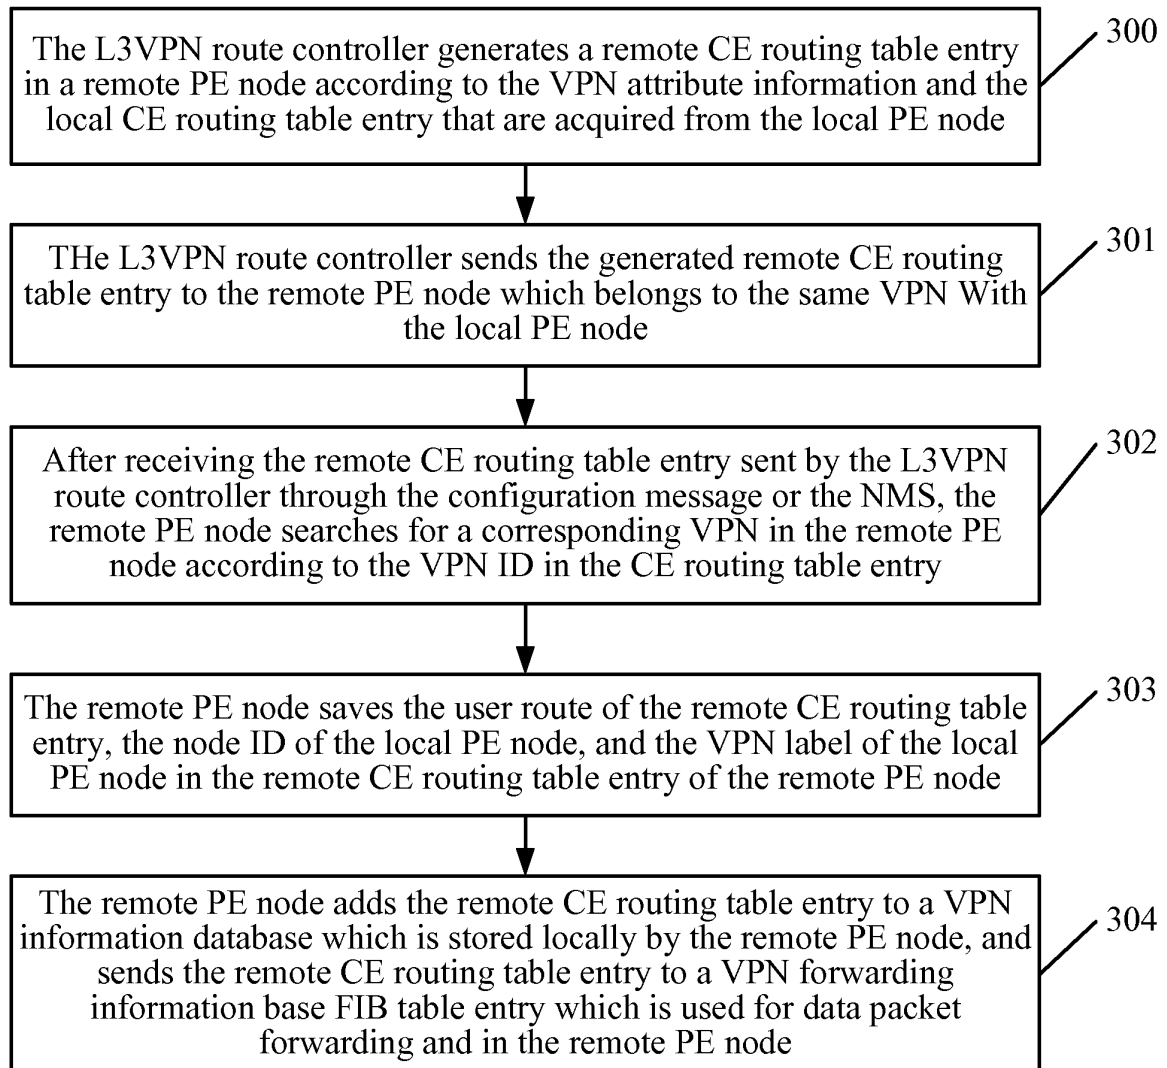 The L3VPN route controller generates a remote CE routing table entry
in a remote PE node according to the VPN attribute information and the
local CE routing table entry that are acquired from the local PE node
300
THe L3VPN route controller sends the generated remote CE routing
table entry to the remote PE node which belongs to the same VPN With
the local PE node
301
After receiving the remote CE routing table entry sent by the L3VPN
route controller through the configuration message or the NMS, the
remote PE node searches for a corresponding VPN in the remote PE
node according to the VPN ID in the CE routing table entry
302
The remote PE node saves the user route of the remote CE routing table
entry, the node ID of the local PE node, and the VPN label of the local
PE node in the remote CE routing table entry of the remote PE node
303
The remote PE node adds the remote CE routing table entry to a VPN
information database which is stored locally by the remote PE node, and
sends the remote CE routing table entry to a VPN forwarding
information base FIB table entry which is used for data packet
forwarding and in the remote PE node
304